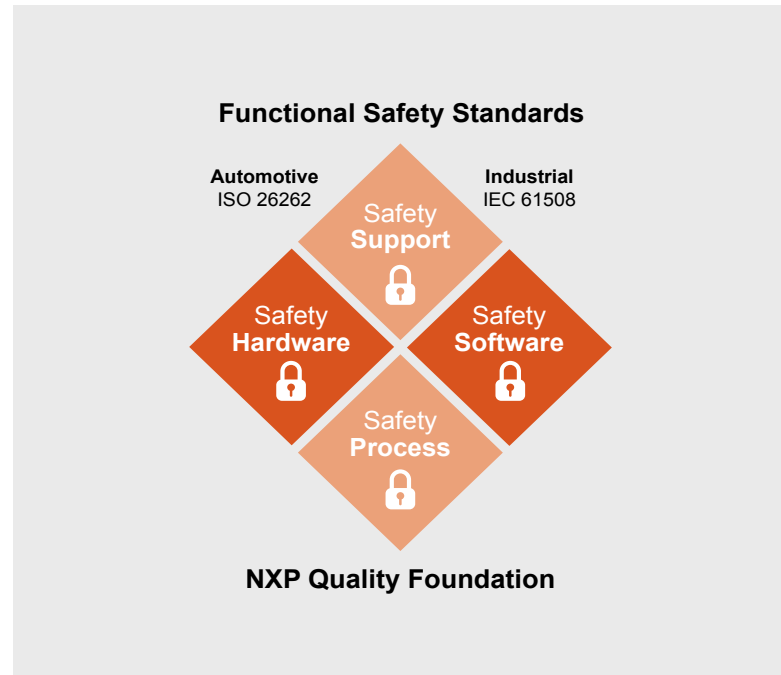 Functional Safety Standards
Automotive
ISO 26262
Industrial
IEC 61508
Safety
Support
Safety
Hardware
Safety
Software
Safety
Process
NXP Quality Foundation